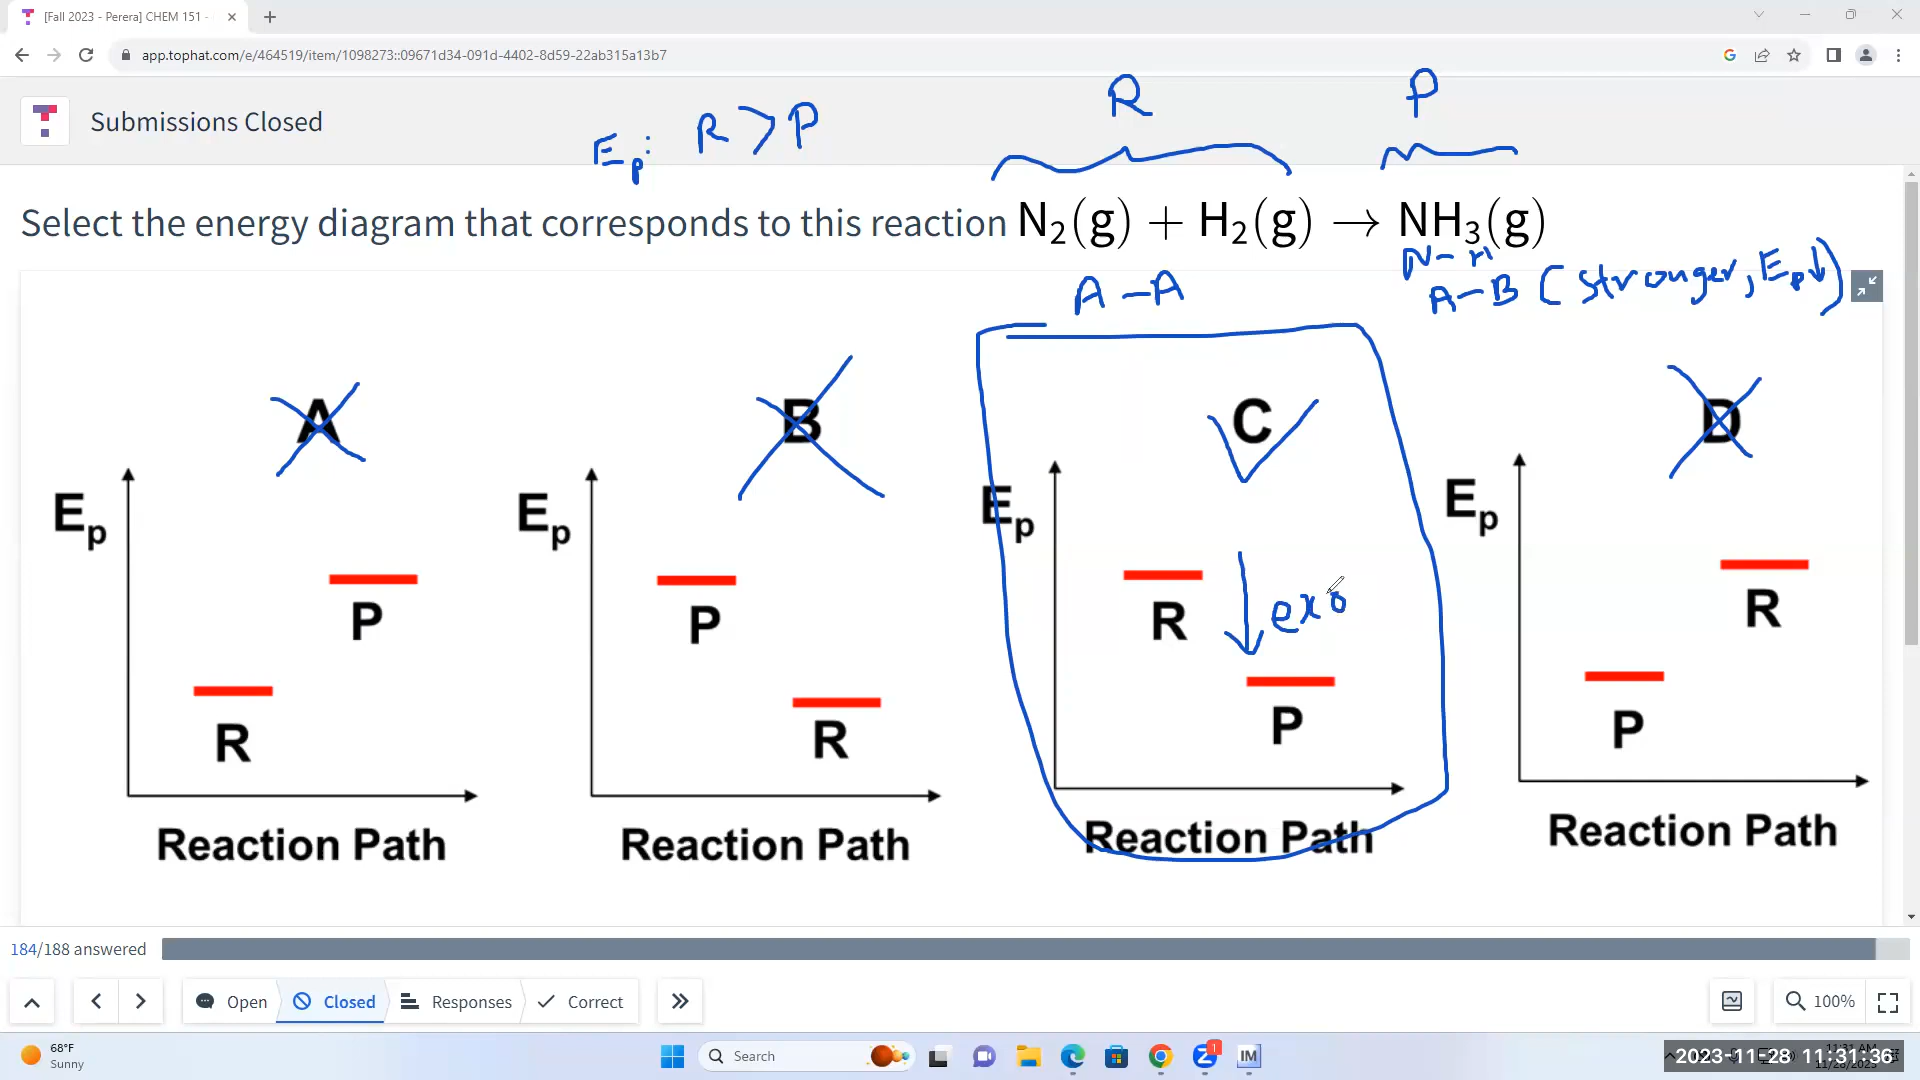 [Fall 2023 - Perera] CHEM 151 -
app.tophat.com/e/464519/item/1098273::09671d34-091d-4402-8d59-22ab315a13b7
Submissions Closed
Ep: R > P
R
P
Select the energy diagram that corresponds to this reaction N₂(g) + H₂(g) → NH₃(g)
N-H
A-A
A-B (stronger, Ep↓)
A
B
C
D
Ep
P
R
Reaction Path
Ep
P
R
Reaction Path
Ep
R
exo
P
Reaction Path
Ep
R
P
Reaction Path
184/188 answered
Open
Closed
Responses
Correct
100%
68°F
Sunny
Search
1
IM
2023-11-28 11:31:36